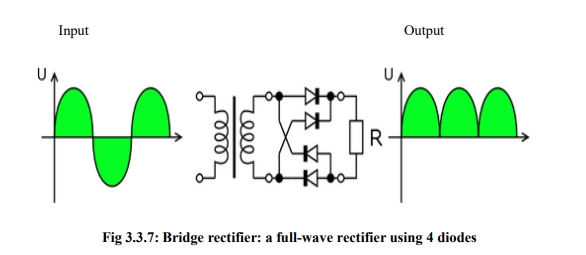 Input
Output
U
U
R
Fig 3.3.7: Bridge rectifier: a full-wave rectifier using 4 diodes